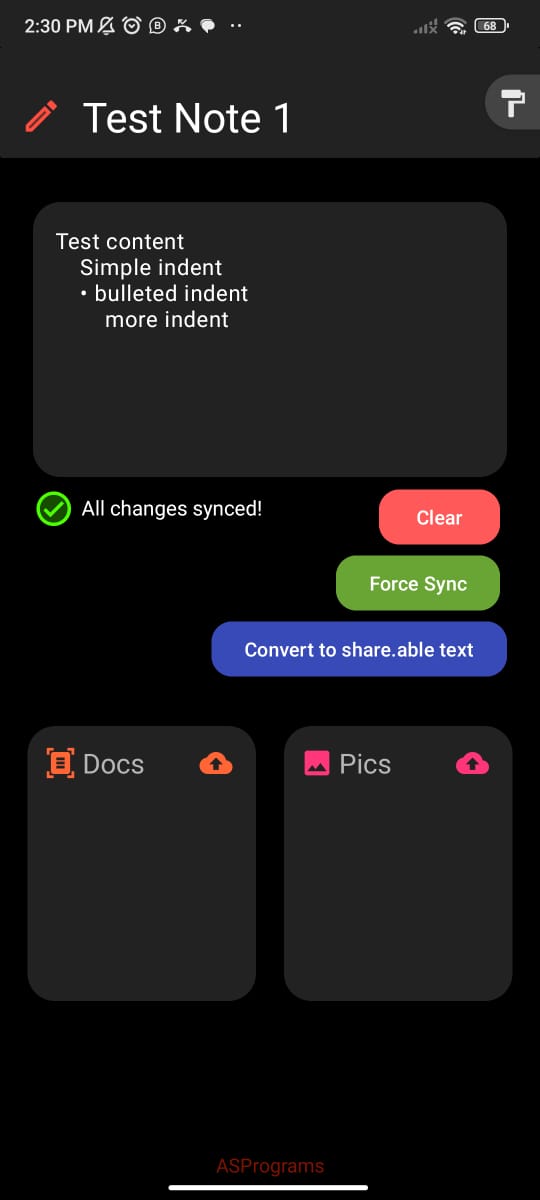 2:30 PM
68
Test Note 1
Test content
Simple indent
• bulleted indent
more indent
All changes synced!
Clear
Force Sync
Convert to share.able text
Docs
Pics
ASPrograms